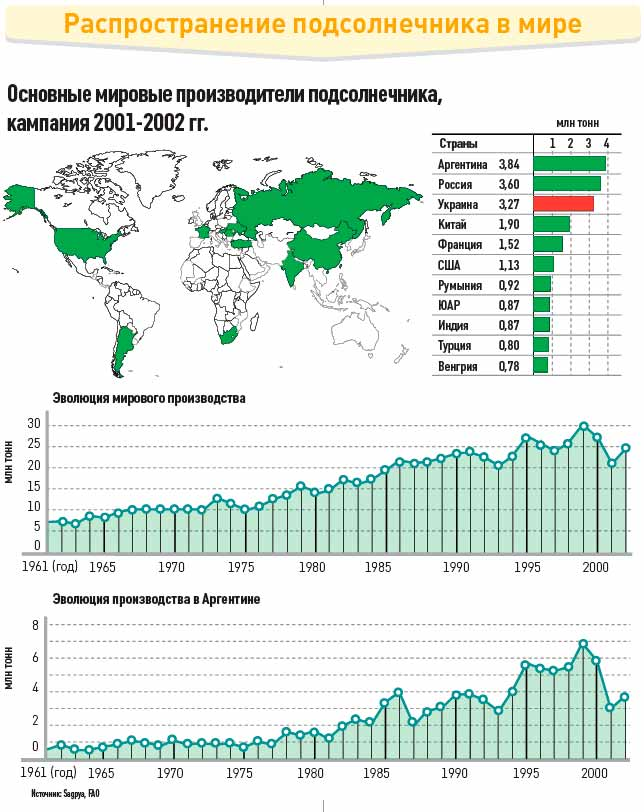 Распространение подсолнечника в мире
Основные мировые производители подсолнечника,
кампания 2001-2002 гг.
млн тонн
Страны 1 2 3 4
Аргентина 3,84
Россия 3,60
Украина 3,27
Китай 1,90
Франция 1,52
США 1,13
Румыния 0,92
ЮАР 0,87
Индия 0,87
Турция 0,80
Венгрия 0,78
Эволюция мирового производства
млн тонн
30
25
20
15
10
5
0
1961 (год) 1965 1970 1975 1980 1985 1990 1995 2000
Эволюция производства в Аргентине
млн тонн
8
6
4
2
0
1961 (год) 1965 1970 1975 1980 1985 1990 1995 2000
Источник: Sagpya, FAO